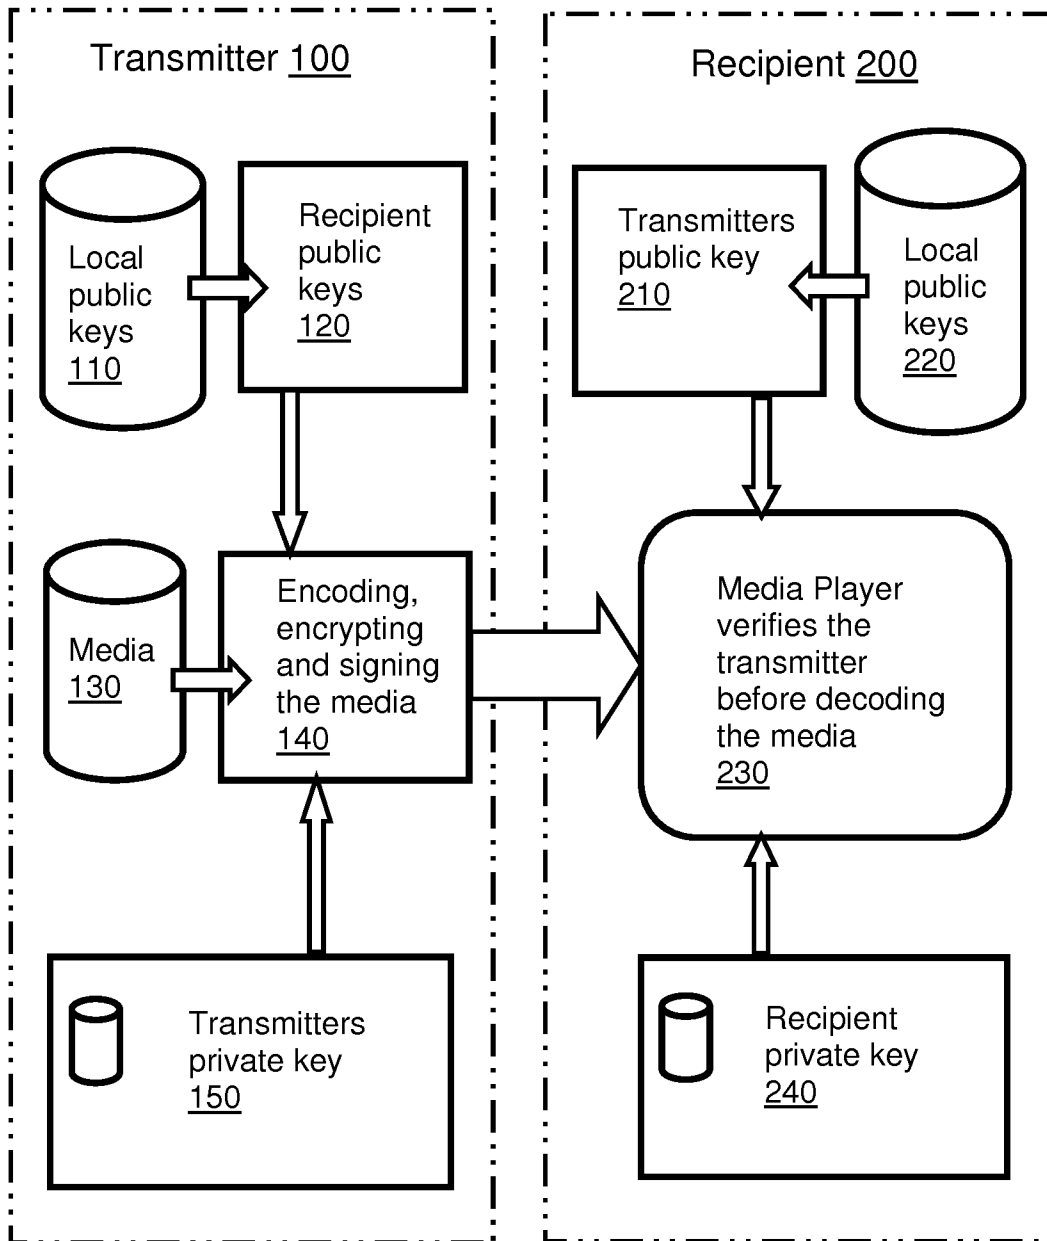 Transmitter 100
Local
public
keys
110
Recipient
public
keys
120
Media
130
Encoding,
encrypting
and signing
the media
140
Transmitters
private key
150
Recipient 200
Transmitters
public key
210
Local
public
keys
220
Media Player
verifies the
transmitter
before decoding
the media
230
Recipient
private key
240